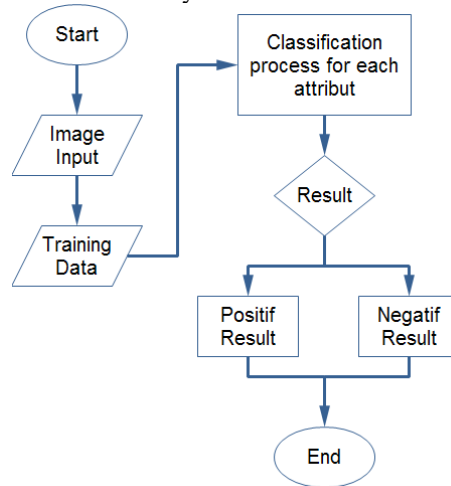 Start
Image
Input
Training
Data
Classification
process for each
attribut
Result
Positif
Result
Negatif
Result
End